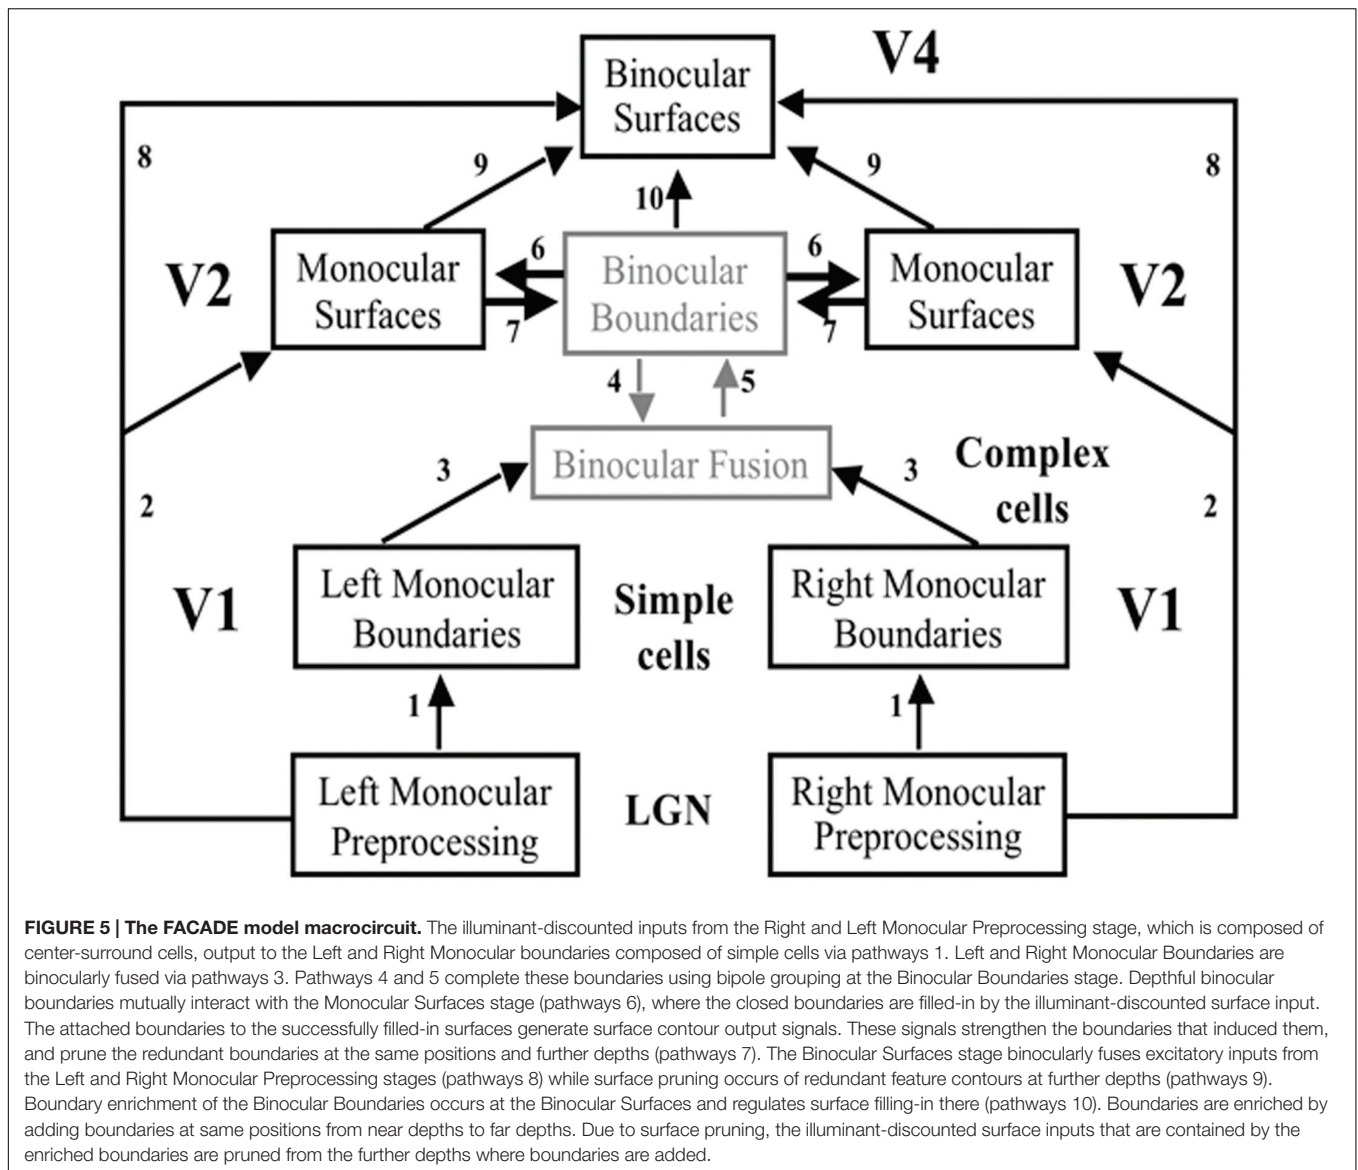 V4
Binocular
Surfaces
8
9
10
9
8
V2
Monocular
Surfaces
6
7
Binocular
Boundaries
6
7
Monocular
Surfaces
V2
4
5
2
3
Binocular Fusion
3
Complex
cells
2
V1
Left Monocular
Boundaries
Simple
cells
Right Monocular
Boundaries
V1
1
1
Left Monocular
Preprocessing
LGN
Right Monocular
Preprocessing
FIGURE 5 | The FACADE model macrocircuit. The illuminant-discounted inputs from the Right and Left Monocular Preprocessing stage, which is composed of
center-surround cells, output to the Left and Right Monocular boundaries composed of simple cells via pathways 1. Left and Right Monocular Boundaries are
binocularly fused via pathways 3. Pathways 4 and 5 complete these boundaries using bipole grouping at the Binocular Boundaries stage. Depthful binocular
boundaries mutually interact with the Monocular Surfaces stage (pathways 6), where the closed boundaries are filled-in by the illuminant-discounted surface input.
The attached boundaries to the successfully filled-in surfaces generate surface contour output signals. These signals strengthen the boundaries that induced them,
and prune the redundant boundaries at the same positions and further depths (pathways 7). The Binocular Surfaces stage binocularly fuses excitatory inputs from
the Left and Right Monocular Preprocessing stages (pathways 8) while surface pruning occurs of redundant feature contours at further depths (pathways 9).
Boundary enrichment of the Binocular Boundaries occurs at the Binocular Surfaces and regulates surface filling-in there (pathways 10). Boundaries are enriched by
adding boundaries at same positions from near depths to far depths. Due to surface pruning, the illuminant-discounted surface inputs that are contained by the
enriched boundaries are pruned from the further depths where boundaries are added.